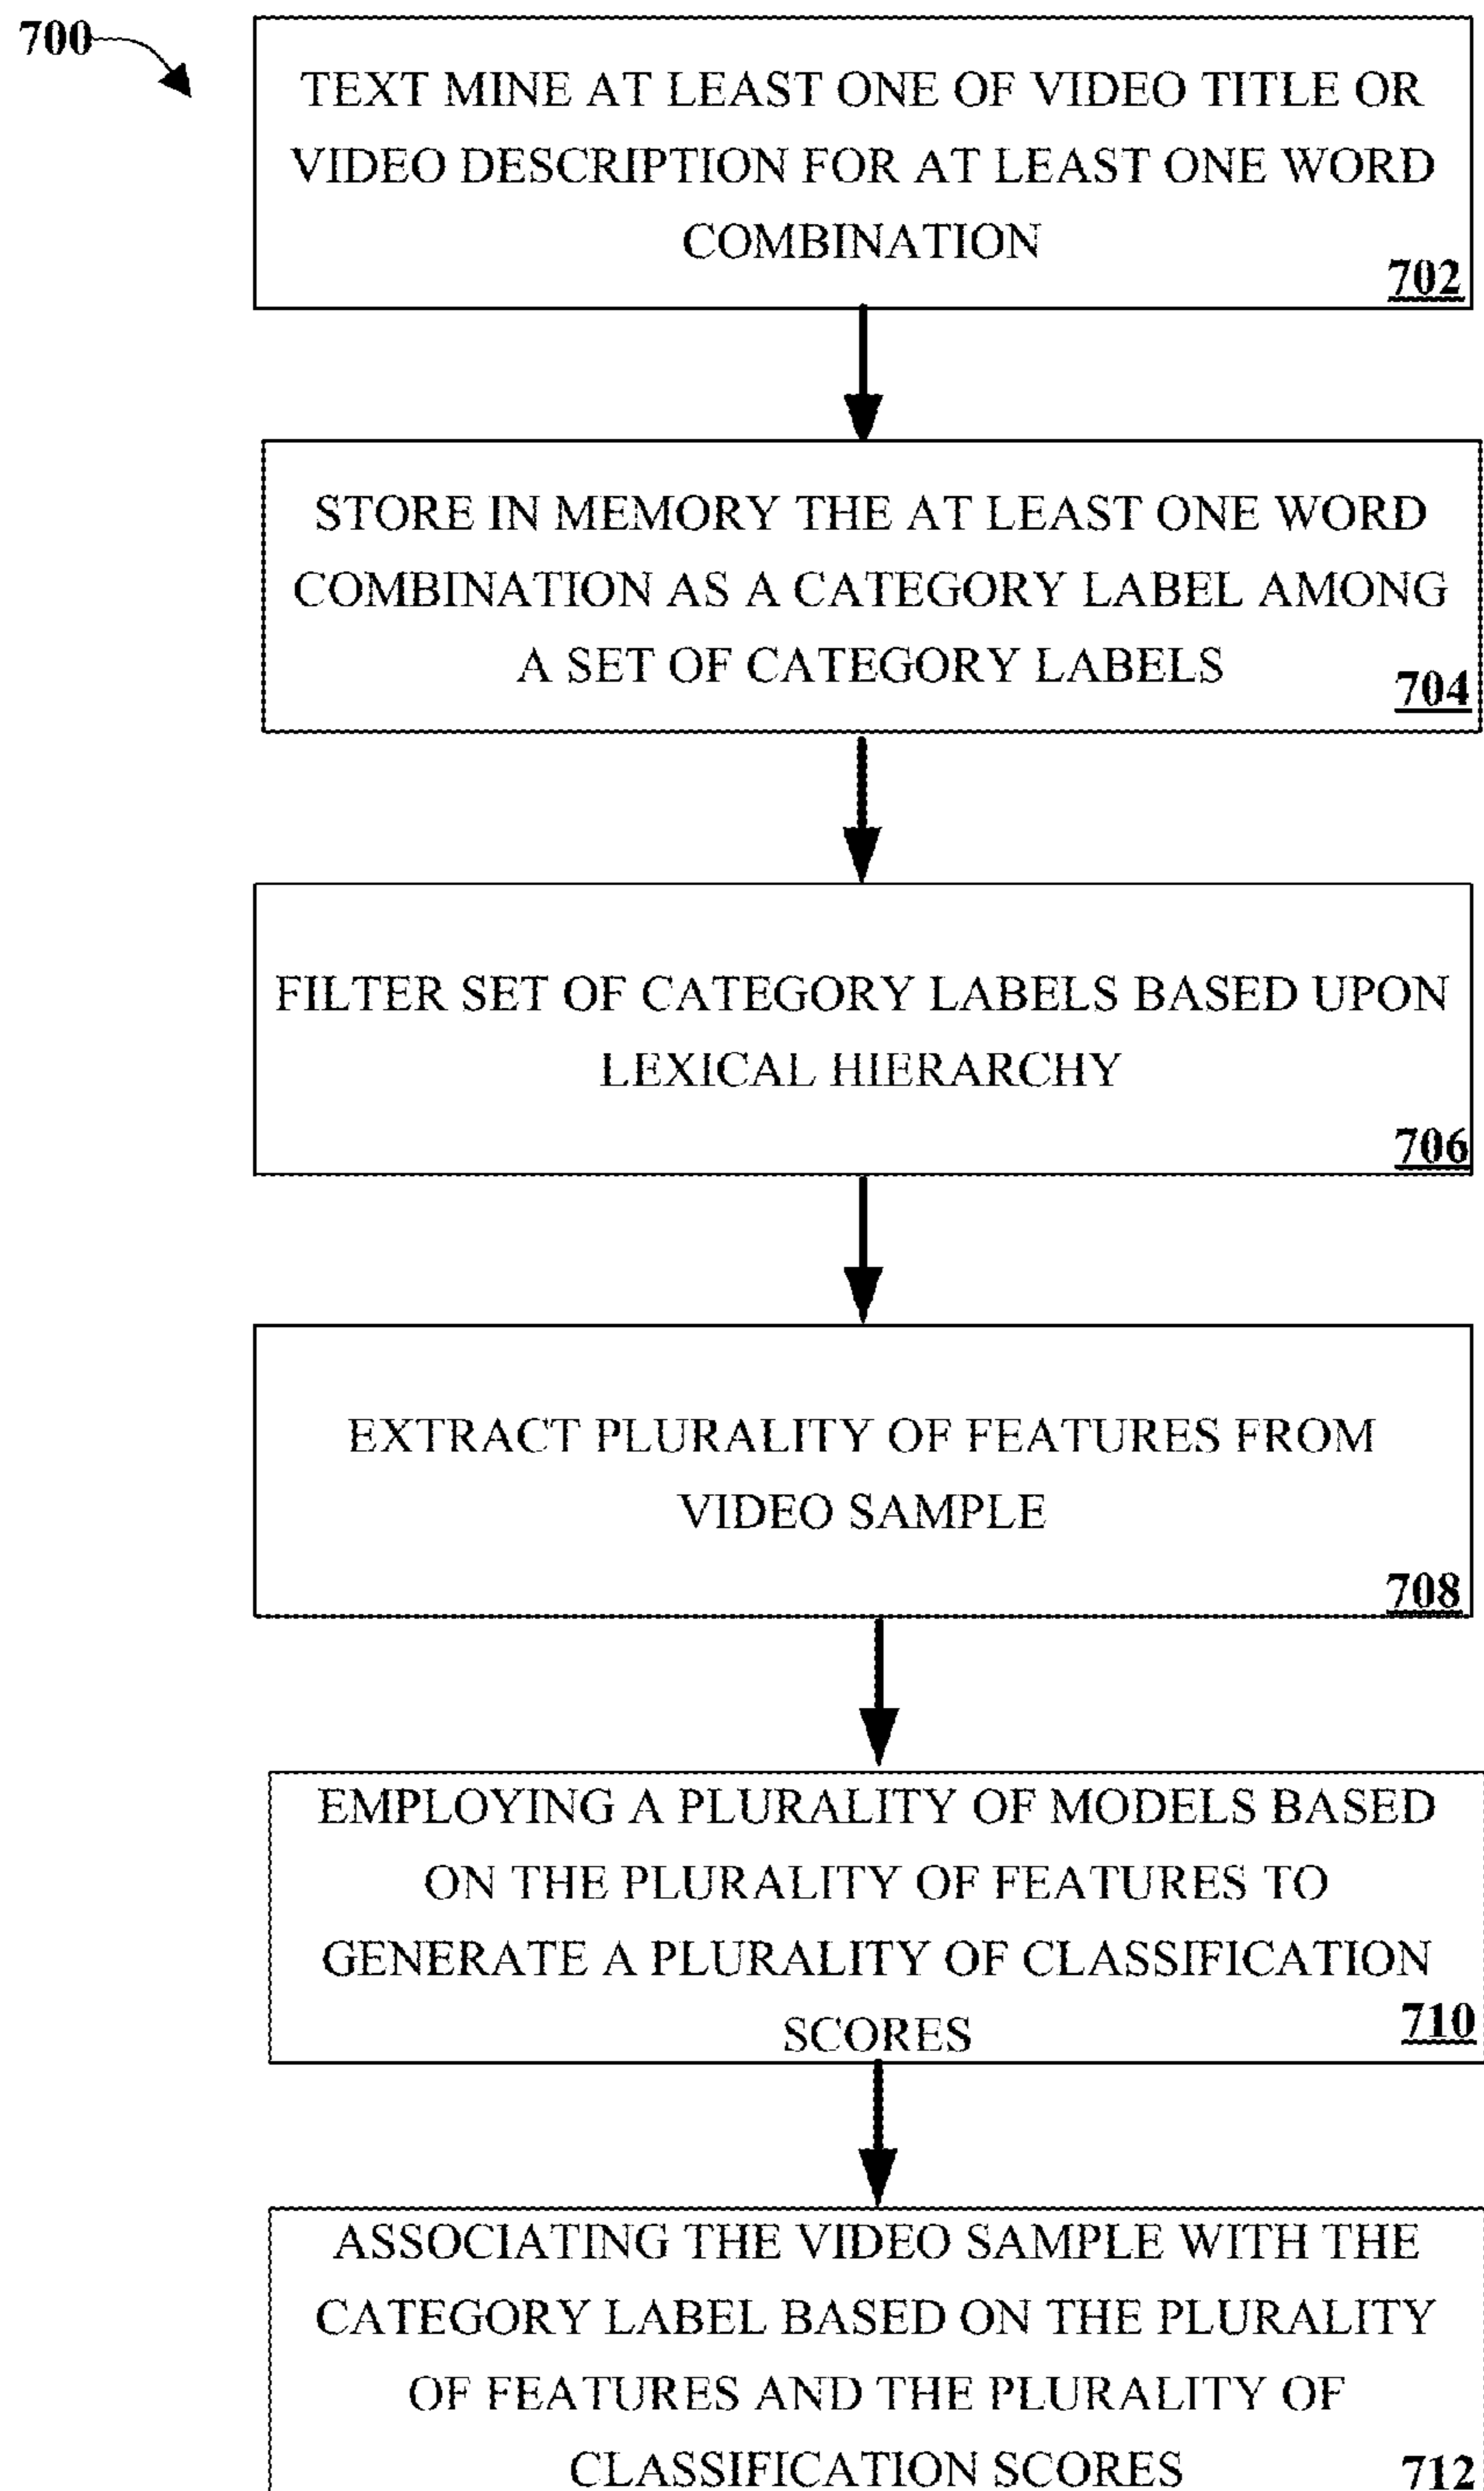 700
TEXT MINE AT LEAST ONE OF VIDEO TITLE OR
VIDEO DESCRIPTION FOR AT LEAST ONE WORD
COMBINATION
702
STORE IN MEMORY THE AT LEAST ONE WORD
COMBINATION AS A CATEGORY LABEL AMONG
A SET OF CATEGORY LABELS
704
FILTER SET OF CATEGORY LABELS BASED UPON
LEXICAL HIERARCHY
706
EXTRACT PLURALITY OF FEATURES FROM
VIDEO SAMPLE
708
EMPLOYING A PLURALITY OF MODELS BASED
ON THE PLURALITY OF FEATURES TO
GENERATE A PLURALITY OF CLASSIFICATION
SCORES
710
ASSOCIATING THE VIDEO SAMPLE WITH THE
CATEGORY LABEL BASED ON THE PLURALITY
OF FEATURES AND THE PLURALITY OF
CLASSIFICATION SCORES
712